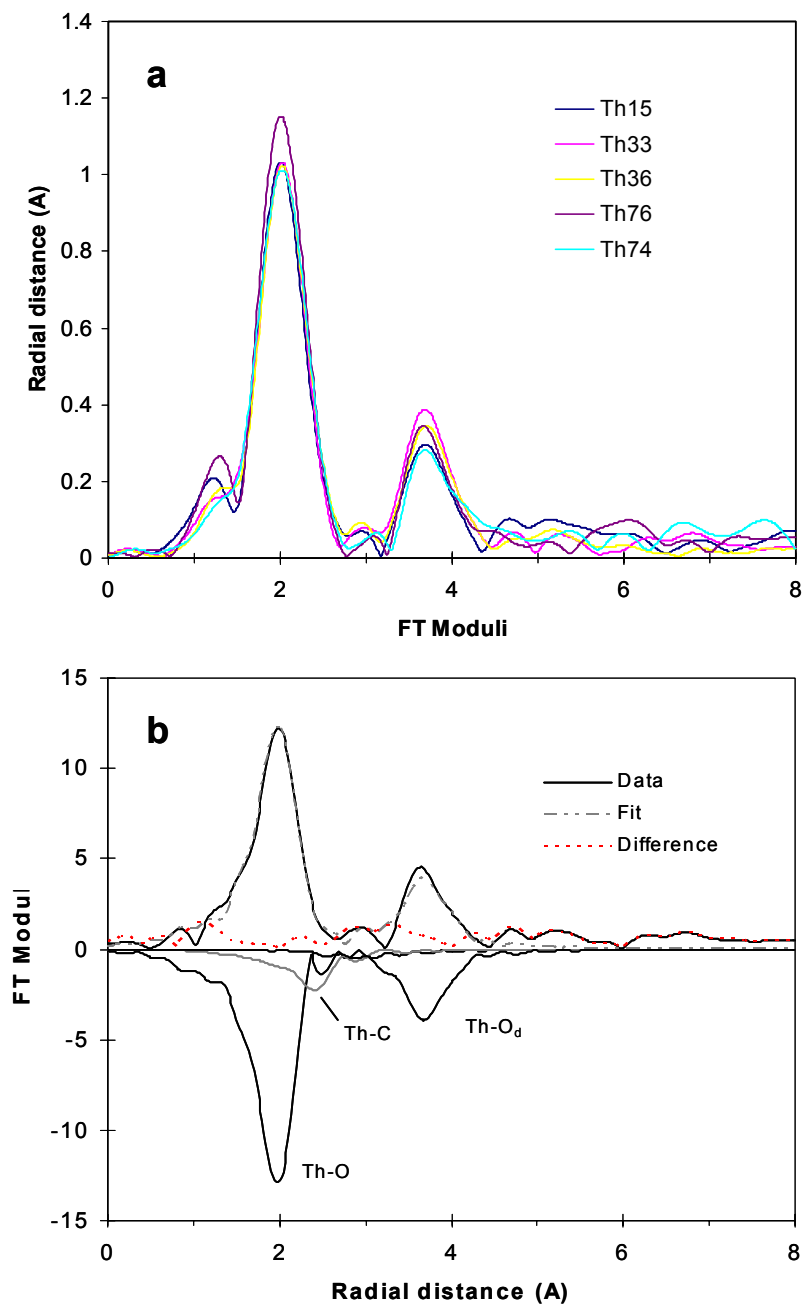 1.4
1.2
1
0.8
0.6
0.4
0.2
0
0 2 4 6 8
Radial distance (A)
FT Moduli
a
Th15
Th33
Th36
Th76
Th74
15
10
5
0
-5
-10
-15
0 2 4 6 8
FT Modul
Radial distance (A)
b
Data
Fit
Difference
Th-C
Th-Od
Th-O